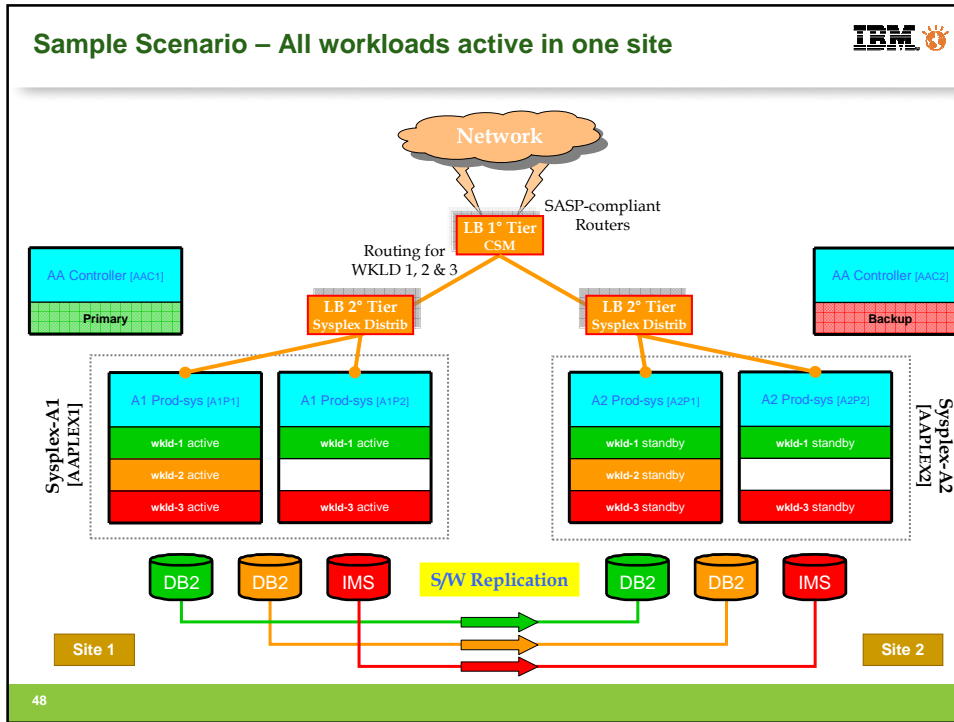 Sample Scenario – All workloads active in one site
IBM
Network
SASP-compliant
Routers
LB 1° Tier
CSM
Routing for
WKLD 1, 2 & 3
AA Controller [AAC1]
Primary
AA Controller [AAC2]
Backup
LB 2° Tier
Sysplex Distrib
LB 2° Tier
Sysplex Distrib
Sysplex-A1
[AAPLEX1]
A1 Prod-sys [A1P1]
wkld-1 active
wkld-2 active
wkld-3 active
A1 Prod-sys [A1P2]
wkld-1 active
wkld-3 active
A2 Prod-sys [A2P1]
wkld-1 standby
wkld-2 standby
wkld-3 standby
A2 Prod-sys [A2P2]
wkld-1 standby
wkld-3 standby
Sysplex-A2
[AAPLEX2]
DB2
DB2
IMS
S/W Replication
DB2
DB2
IMS
Site 1
Site 2
48